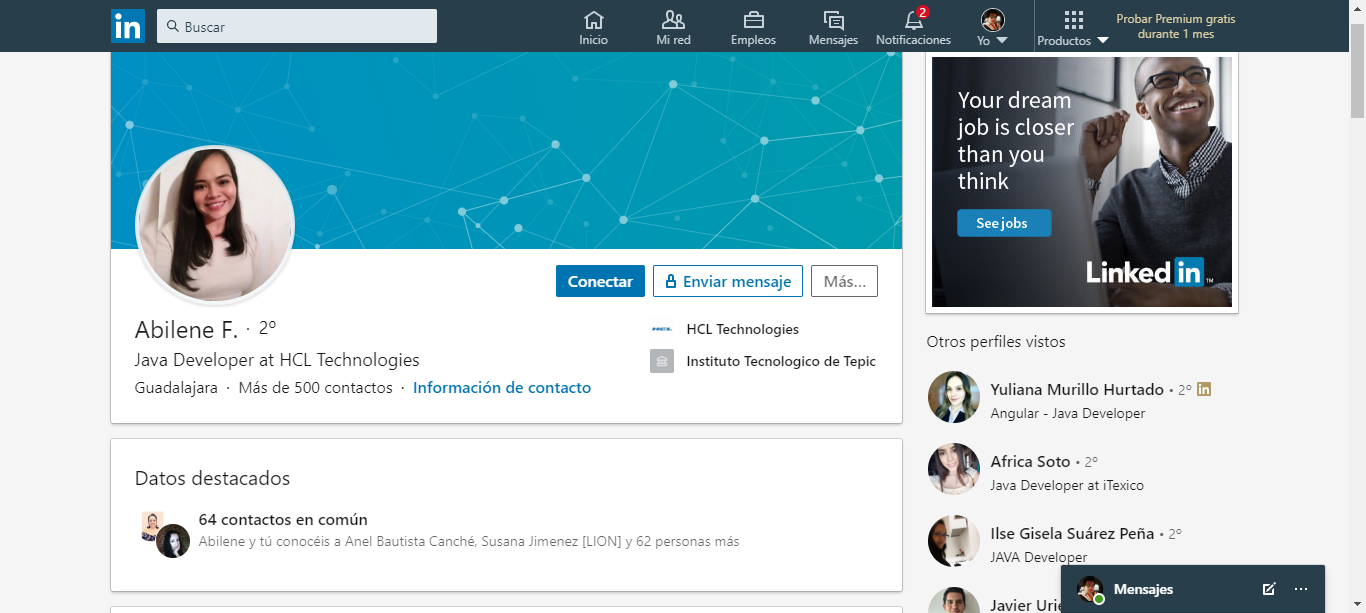 in
Buscar
Inicio
Mi red
Empleos
Mensajes
2
Notificaciones
Yo
Productos
Probar Premium gratis
durante 1 mes
Your dream
job is closer
than you
think
See jobs
Linked in ™
Conectar
Enviar mensaje
Más...
Abilene F. · 2º
Java Developer at HCL Technologies
Guadalajara · Más de 500 contactos · Información de contacto
HCL HCL Technologies
Instituto Tecnologico de Tepic
Datos destacados
64 contactos en común
Abilene y tú conocéis a Anel Bautista Canché, Susana Jimenez [LION] y 62 personas más
Otros perfiles vistos
Yuliana Murillo Hurtado • 2º in
Angular - Java Developer
Africa Soto • 2º
Java Developer at iTexico
Ilse Gisela Suárez Peña • 2º
JAVA Developer
Javier Urie
Mensajes